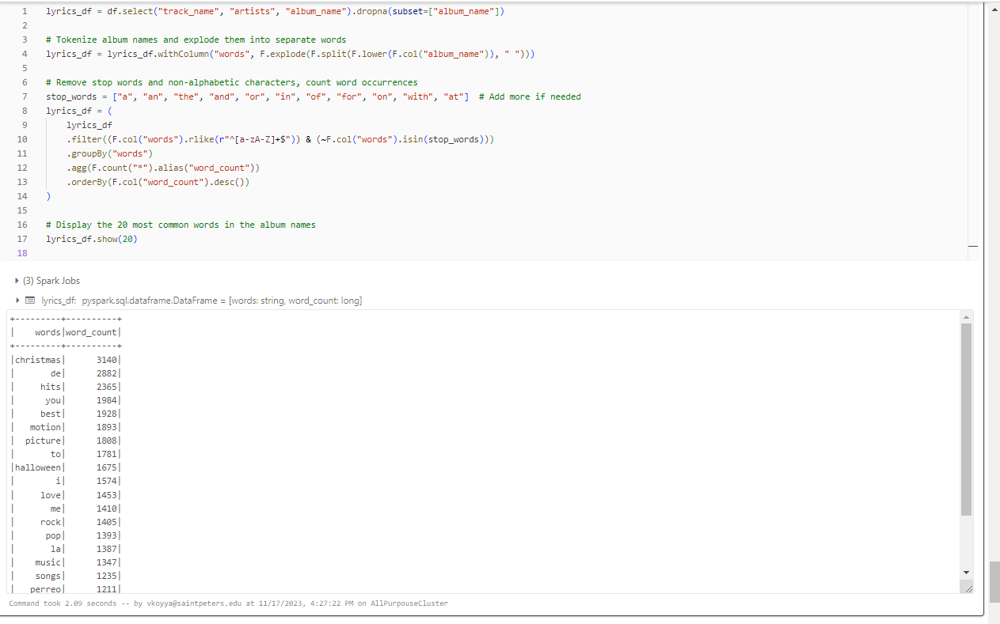 1 lyrics_df = df.select("track_name", "artists", "album_name").dropna(subset=["album_name"])
2
3 # Tokenize album names and explode them into separate words
4 lyrics_df = lyrics_df.withColumn("words", F.explode(F.split(F.lower(F.col("album_name")), " ")))
5
6 # Remove stop words and non-alphabetic characters, count word occurrences
7 stop_words = ["a", "an", "the", "and", "or", "in", "of", "for", "on", "with", "at"]  # Add more if needed
8 lyrics_df = (
9     lyrics_df
10     .filter((F.col("words").rlike(r"^[a-zA-Z]+$")) & (~F.col("words").isin(stop_words)))
11     .groupBy("words")
12     .agg(F.count("*").alias("word_count"))
13     .orderBy(F.col("word_count").desc())
14 )
15
16 # Display the 20 most common words in the album names
17 lyrics_df.show(20)
18
(3) Spark Jobs
lyrics_df: pyspark.sql.dataframe.DataFrame = [words: string, word_count: long]
+---------+----------+
|    words|word_count|
+---------+----------+
|christmas|      3140|
|       de|      2882|
|     hits|      2365|
|      you|      1984|
|     best|      1928|
|   motion|      1893|
|  picture|      1808|
|       to|      1781|
|halloween|      1675|
|        i|      1574|
|     love|      1453|
|       me|      1410|
|     rock|      1405|
|      pop|      1393|
|       la|      1387|
|    music|      1347|
|    songs|      1235|
|   perreo|      1211|
Command took 2.09 seconds -- by vkoyya@saintpeters.edu at 11/17/2023, 4:27:22 PM on AllPurpouseCluster